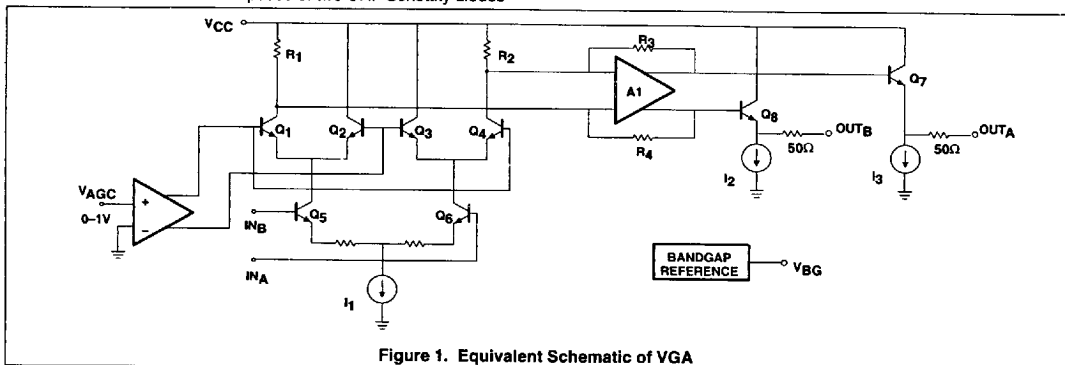 VCC
R1
R2
R3
A1
Q7
Q8
OUTB
50Ω
OUTA
50Ω
R4
Q1
Q2
Q3
Q4
I2
I3
VAGC
+
0–1V
–
INB
Q5
Q6
INA
BANDGAP
REFERENCE
VBG
I1
Figure 1. Equivalent Schematic of VGA